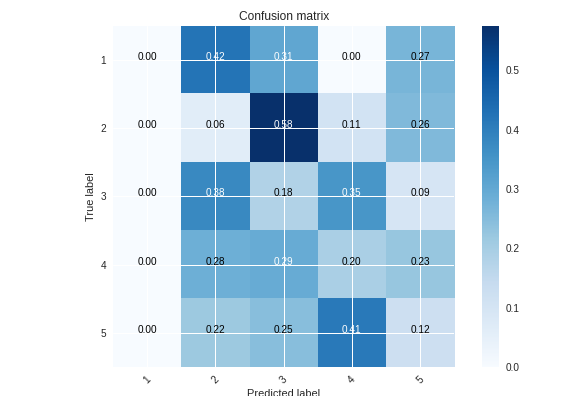 Confusion matrix
1 0.00 0.42 0.31 0.00 0.27
2 0.00 0.06 0.58 0.11 0.26
3 0.00 0.38 0.18 0.35 0.09
4 0.00 0.28 0.29 0.20 0.23
5 0.00 0.22 0.25 0.41 0.12
1 2 3 4 5
True label
Predicted label
0.5
0.4
0.3
0.2
0.1
0.0